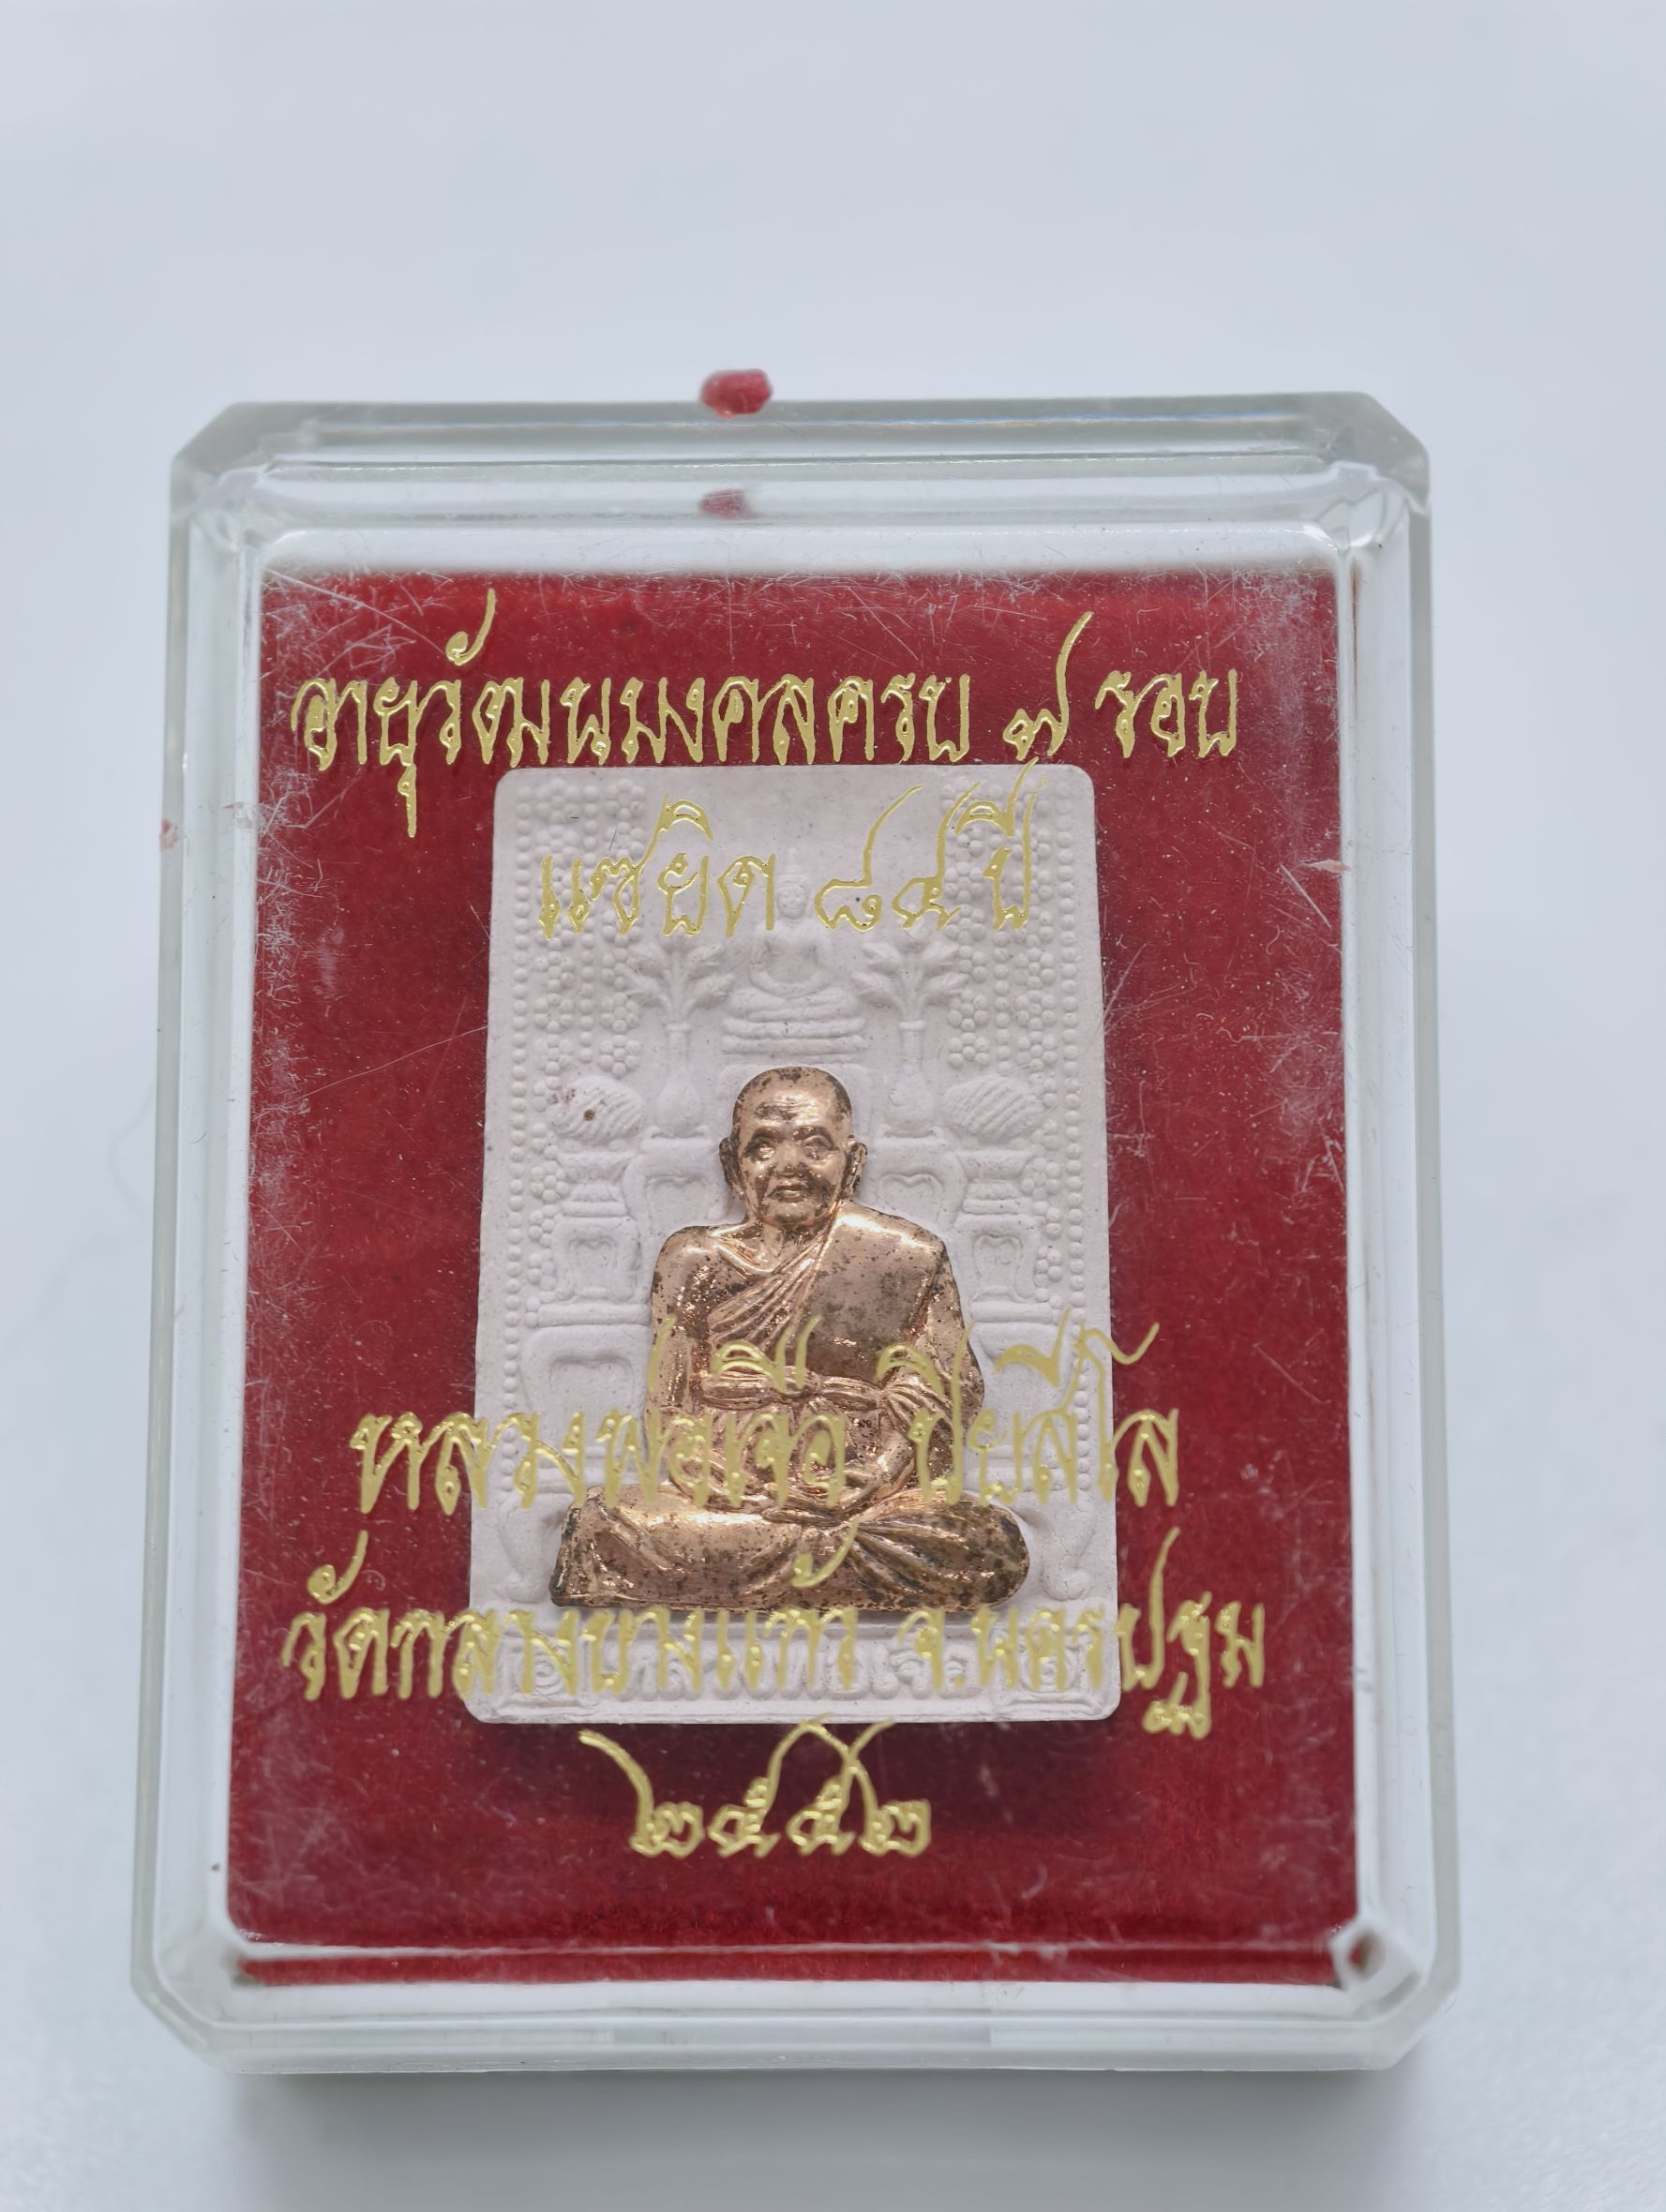 อายุวัฒนมงคลครบ ๗ รอบ
แซยิด ๘๔ ปี
หลวงพ่อเจือ ปิยสีโล
วัดกลางบางแก้ว จ.นครปฐม
๒๕๕๒